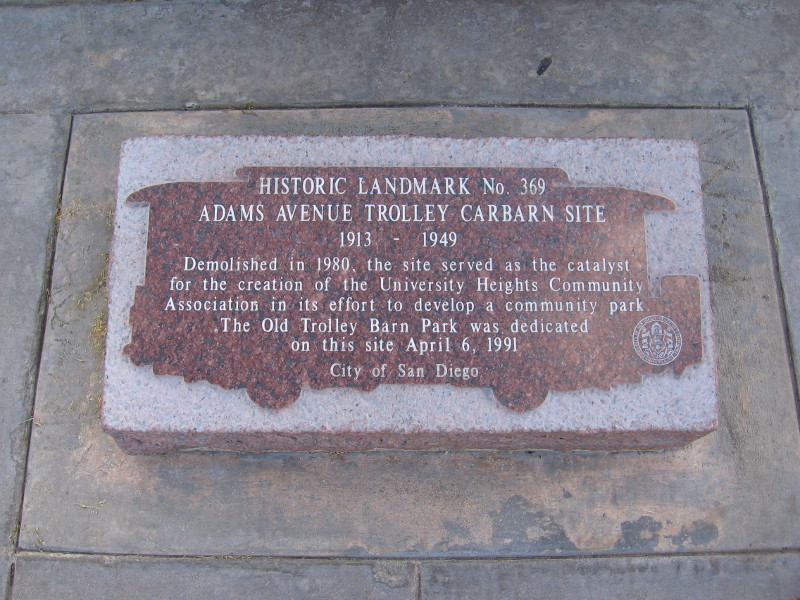 HISTORIC LANDMARK No. 369
ADAMS AVENUE TROLLEY CARBARN SITE
1913 - 1949
Demolished in 1980, the site served as the catalyst
for the creation of the University Heights Community
Association in its effort to develop a community park
The Old Trolley Barn Park was dedicated
on this site April 6, 1991
City of San Diego